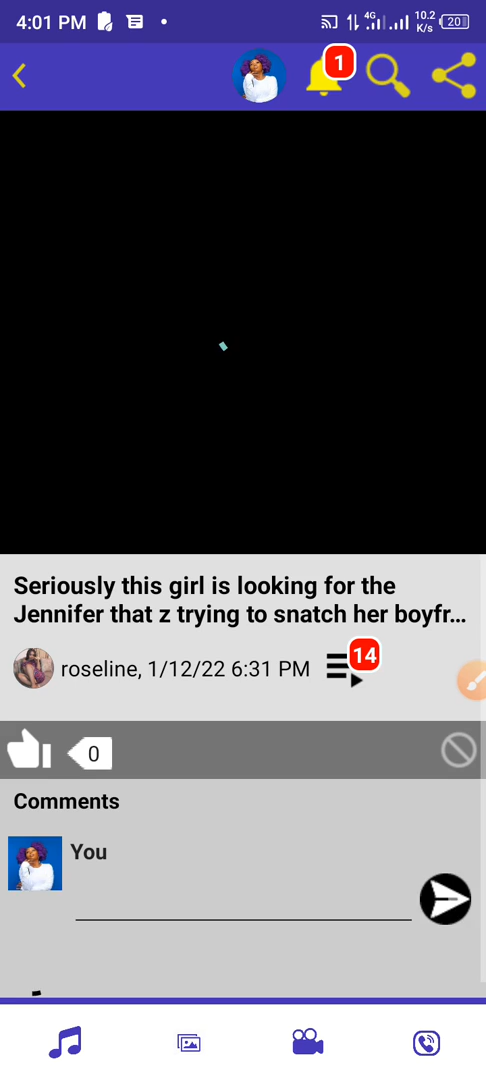 4:01 PM
4G
10.2
K/s
20
1
Seriously this girl is looking for the
Jennifer that z trying to snatch her boyfr...
roseline, 1/12/22 6:31 PM
14
0
Comments
You